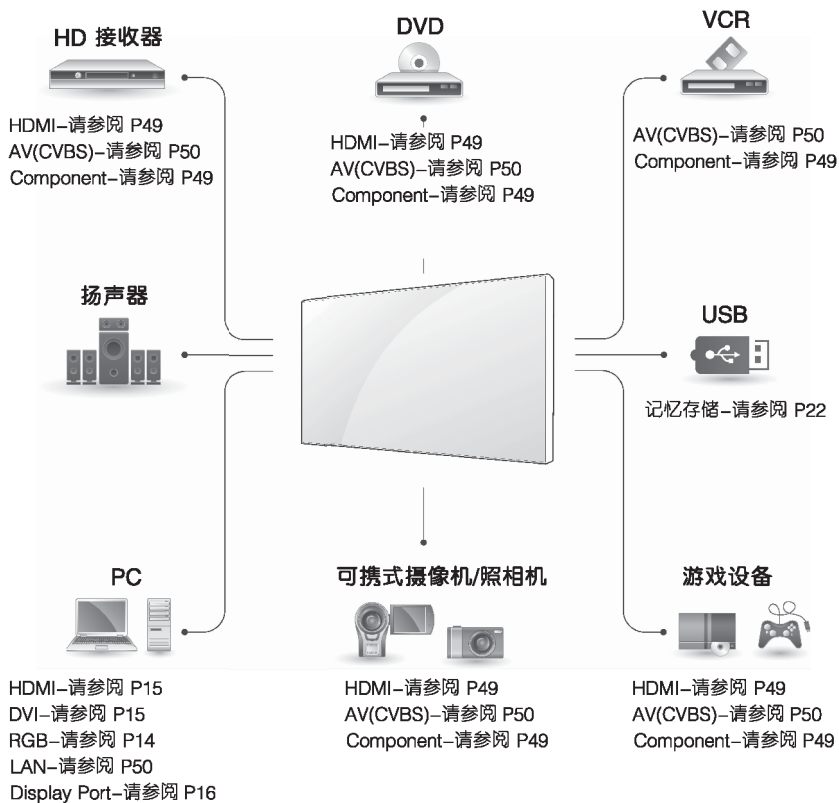 HD 接收器
HDMI–请参阅 P49
AV(CVBS)–请参阅 P50
Component–请参阅 P49
DVD
HDMI–请参阅 P49
AV(CVBS)–请参阅 P50
Component–请参阅 P49
VCR
AV(CVBS)–请参阅 P50
Component–请参阅 P49
扬声器
USB
记忆存储–请参阅 P22
PC
HDMI–请参阅 P15
DVI–请参阅 P15
RGB–请参阅 P14
LAN–请参阅 P50
Display Port–请参阅 P16
可携式摄像机/照相机
HDMI–请参阅 P49
AV(CVBS)–请参阅 P50
Component–请参阅 P49
游戏设备
HDMI–请参阅 P49
AV(CVBS)–请参阅 P50
Component–请参阅 P49